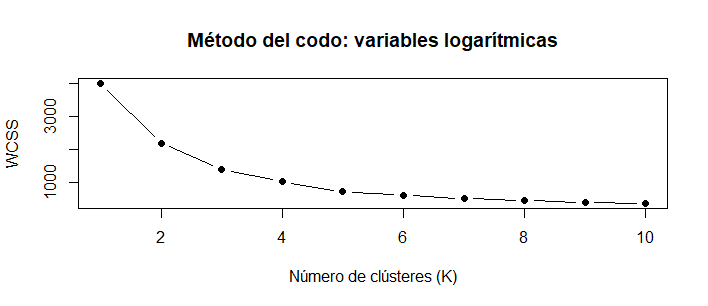 Método del codo: variables logarítmicas
WCSS
3000
1000
2 4 6 8 10
Número de clústeres (K)